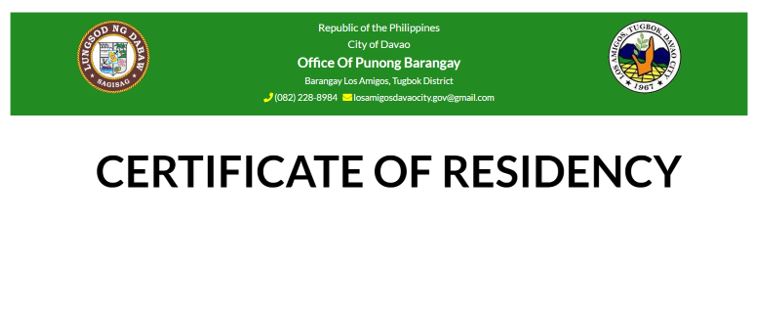 LUNGSOD NG DABAW
SAGISAG
Republic of the Philippines
City of Davao
Office Of Punong Barangay
Barangay Los Amigos, Tugbok District
(082) 228-8984 losamigosdavaocity.gov@gmail.com
LOS AMIGOS, TUGBOK, DAVAO CITY
1967
CERTIFICATE OF RESIDENCY